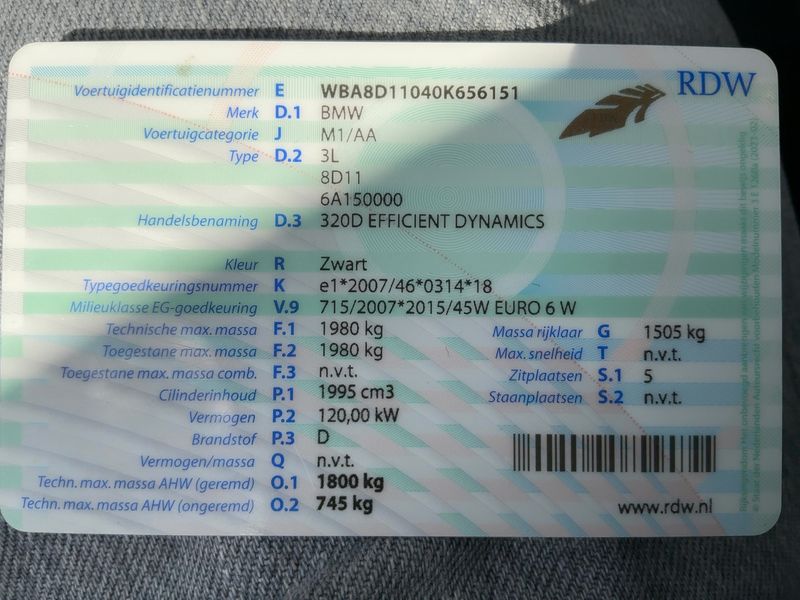 RDW
Voertuigidentificatienummer E WBA8D11040K656151
Merk D.1 BMW
Voertuigcategorie J M1/AA
Type D.2 3L
8D11
6A150000
Handelsbenaming D.3 320D EFFICIENT DYNAMICS
Kleur R Zwart
Typegoedkeuringsnummer K e1*2007/46*0314*18
Milieuklasse EG-goedkeuring V.9 715/2007*2015/45W EURO 6 W
Technische max. massa F.1 1980 kg Massa rijklaar G 1505 kg
Toegestane max. massa F.2 1980 kg Max. snelheid T n.v.t.
Toegestane max. massa comb. F.3 n.v.t. Zitplaatsen S.1 5
Cilinderinhoud P.1 1995 cm3 Staanplaatsen S.2 n.v.t.
Vermogen P.2 120,00 kW
Brandstof P.3 D
Vermogen/massa Q n.v.t.
Techn. max. massa AHW (geremd) O.1 1800 kg
Techn. max. massa AHW (ongeremd) O.2 745 kg
www.rdw.nl